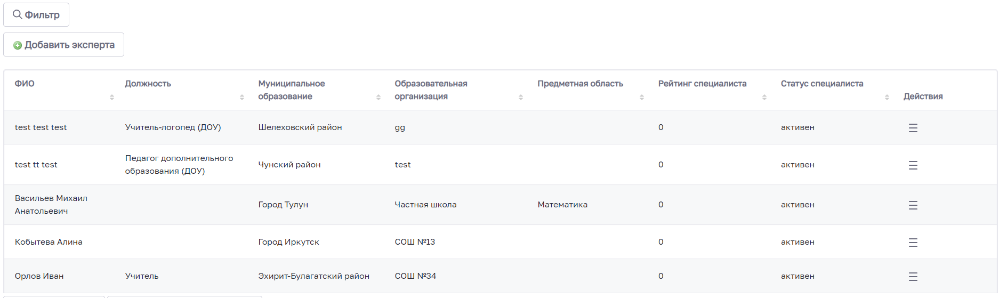 Фильтр
Добавить эксперта
ФИО
Должность
Муниципальное
образование
Образовательная
организация
Предметная область
Рейтинг специалиста
Статус специалиста
Действия
test test test
Учитель-логопед (ДОУ)
Шелеховский район
gg
0
активен
test tt test
Педагог дополнительного
образования (ДОУ)
Чунский район
test
0
активен
Васильев Михаил
Анатольевич
Город Тулун
Частная школа
Математика
0
активен
Кобытева Алина
Город Иркутск
СОШ №13
0
активен
Орлов Иван
Учитель
Эхирит-Булагатский район
СОШ №34
0
активен